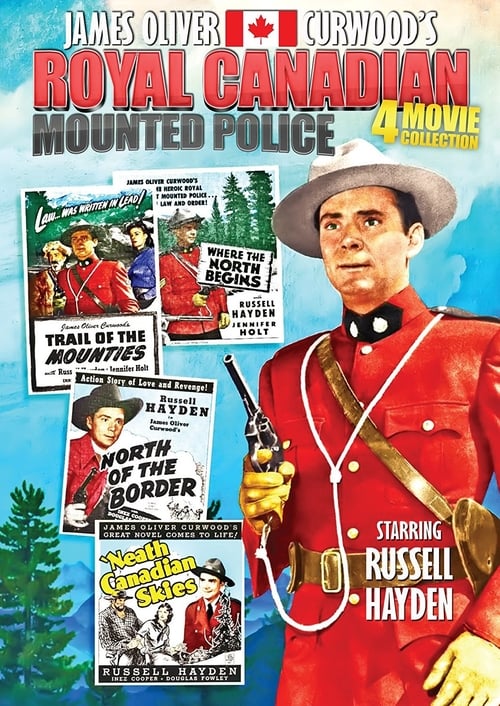 JAMES OLIVER CURWOOD'S
ROYAL CANADIAN
MOUNTED POLICE
4 MOVIE
COLLECTION
Law... WAS WRITTEN IN LEAD!
James Oliver Curwood's
TRAIL OF THE
MOUNTIES
with Jennifer Holt
JAMES OLIVER CURWOOD'S
HEROIC ROYAL
MOUNTED POLICE...
LAW AND ORDER!
WHERE THE
NORTH
BEGINS
with
RUSSELL
HAYDEN
JENNIFER
HOLT
Action Story of Love and Revenge!
Russell
HAYDEN
in
James Oliver
Curwood's
NORTH
OF THE
BORDER
INEZ COOPER
JAMES OLIVER CURWOOD'S
GREAT NOVEL COMES TO LIFE!
'Neath
Canadian
Skies
RUSSELL HAYDEN
INEZ COOPER • DOUGLAS FOWLEY
STARRING
RUSSELL
HAYDEN